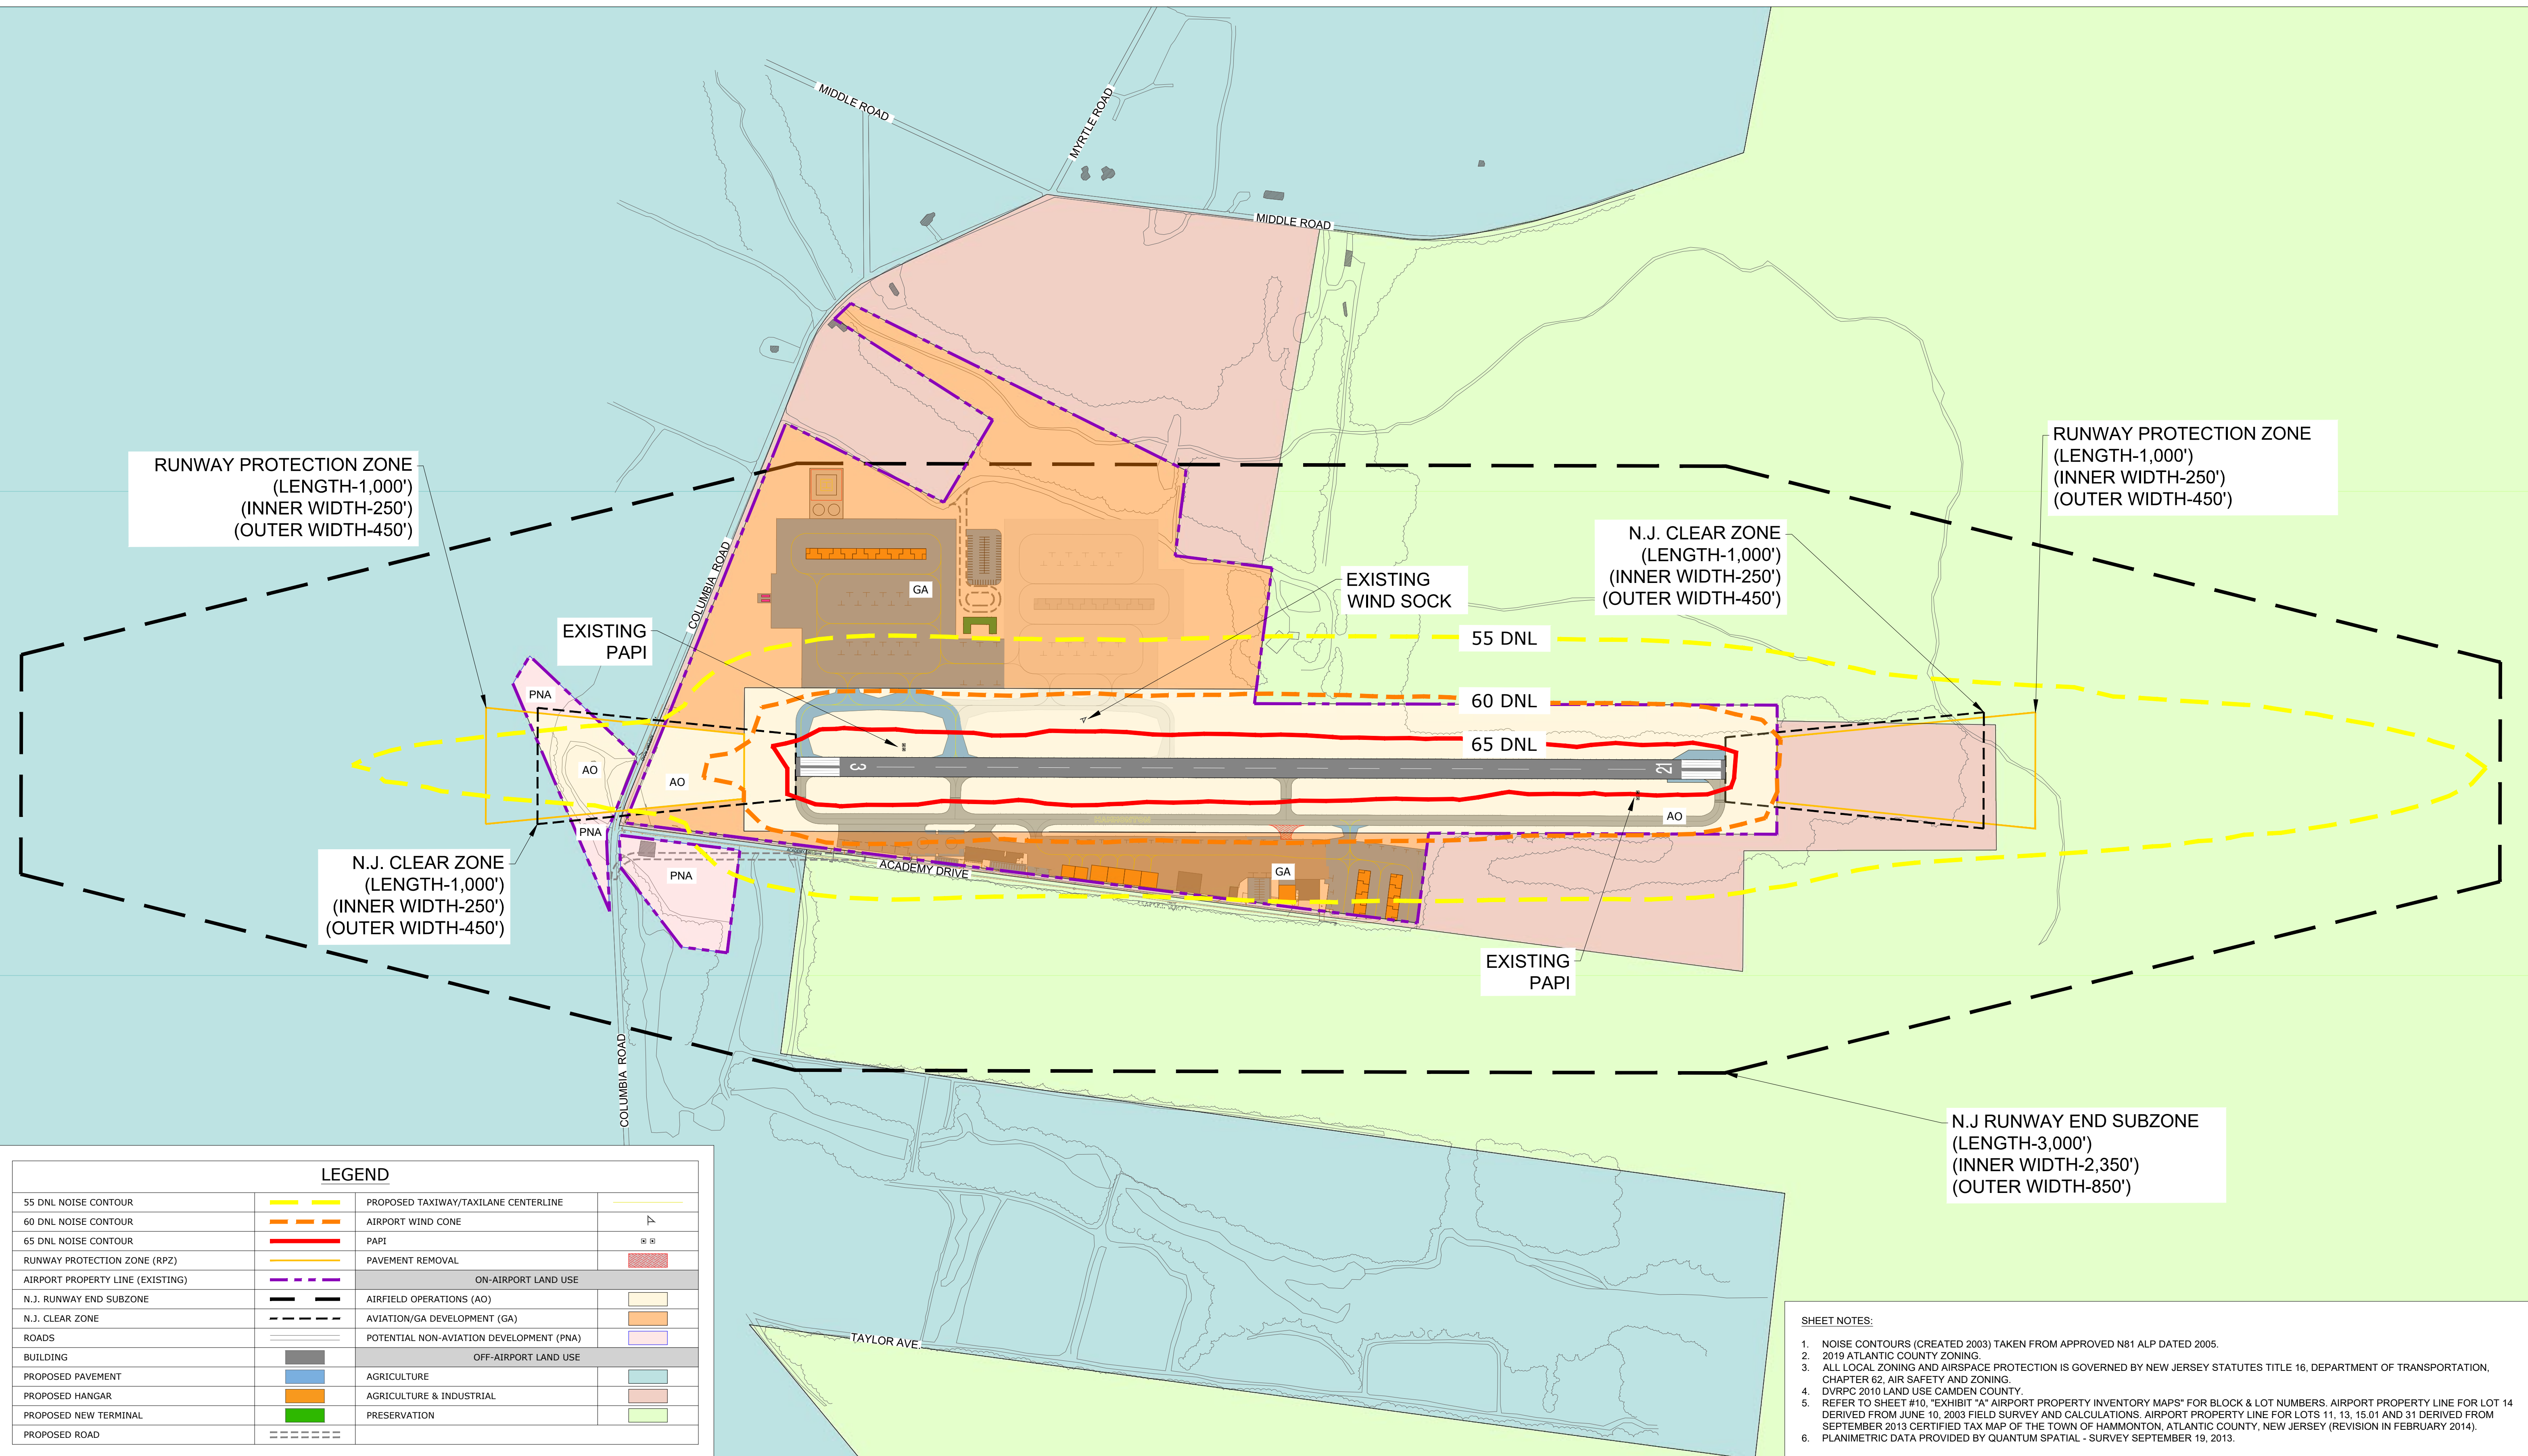 MIDDLE ROAD
MYRTLE ROAD
MIDDLE ROAD
RUNWAY PROTECTION ZONE
(LENGTH-1,000')
(INNER WIDTH-250')
(OUTER WIDTH-450')
RUNWAY PROTECTION ZONE
(LENGTH-1,000')
(INNER WIDTH-250')
(OUTER WIDTH-450')
N.J. CLEAR ZONE
(LENGTH-1,000')
(INNER WIDTH-250')
(OUTER WIDTH-450')
COLUMBIA ROAD
GA
EXISTING
WIND SOCK
EXISTING
PAPI
55 DNL
PNA
60 DNL
65 DNL
3
21
AO
AO
AO
PNA
N.J. CLEAR ZONE
(LENGTH-1,000')
(INNER WIDTH-250')
(OUTER WIDTH-450')
PNA
ACADEMY DRIVE
GA
EXISTING
PAPI
COLUMBIA ROAD
N.J RUNWAY END SUBZONE
(LENGTH-3,000')
(INNER WIDTH-2,350')
(OUTER WIDTH-850')
TAYLOR AVE.
LEGEND
55 DNL NOISE CONTOUR
60 DNL NOISE CONTOUR
65 DNL NOISE CONTOUR
RUNWAY PROTECTION ZONE (RPZ)
AIRPORT PROPERTY LINE (EXISTING)
N.J. RUNWAY END SUBZONE
N.J. CLEAR ZONE
ROADS
BUILDING
PROPOSED PAVEMENT
PROPOSED HANGAR
PROPOSED NEW TERMINAL
PROPOSED ROAD
PROPOSED TAXIWAY/TAXILANE CENTERLINE
AIRPORT WIND CONE
PAPI
PAVEMENT REMOVAL
ON-AIRPORT LAND USE
AIRFIELD OPERATIONS (AO)
AVIATION/GA DEVELOPMENT (GA)
POTENTIAL NON-AVIATION DEVELOPMENT (PNA)
OFF-AIRPORT LAND USE
AGRICULTURE
AGRICULTURE & INDUSTRIAL
PRESERVATION
SHEET NOTES:
1. NOISE CONTOURS (CREATED 2003) TAKEN FROM APPROVED N81 ALP DATED 2005.
2. 2019 ATLANTIC COUNTY ZONING.
3. ALL LOCAL ZONING AND AIRSPACE PROTECTION IS GOVERNED BY NEW JERSEY STATUTES TITLE 16, DEPARTMENT OF TRANSPORTATION,
CHAPTER 62, AIR SAFETY AND ZONING.
4. DVRPC 2010 LAND USE CAMDEN COUNTY.
5. REFER TO SHEET #10, "EXHIBIT "A" AIRPORT PROPERTY INVENTORY MAPS" FOR BLOCK & LOT NUMBERS. AIRPORT PROPERTY LINE FOR LOT 14
DERIVED FROM JUNE 10, 2003 FIELD SURVEY AND CALCULATIONS. AIRPORT PROPERTY LINE FOR LOTS 11, 13, 15.01 AND 31 DERIVED FROM
SEPTEMBER 2013 CERTIFIED TAX MAP OF THE TOWN OF HAMMONTON, ATLANTIC COUNTY, NEW JERSEY (REVISION IN FEBRUARY 2014).
6. PLANIMETRIC DATA PROVIDED BY QUANTUM SPATIAL - SURVEY SEPTEMBER 19, 2013.